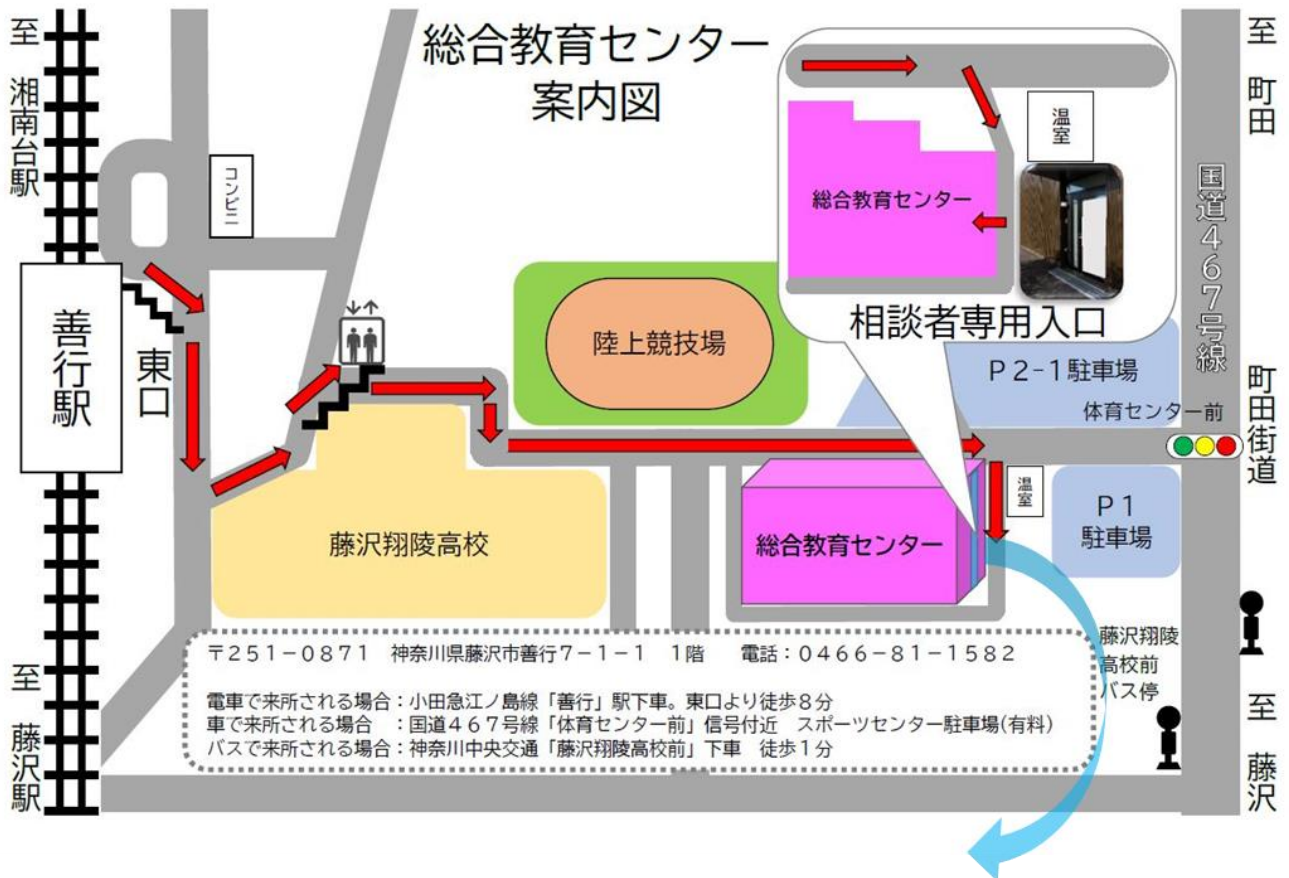 総合教育センター
案内図
至 湘南台駅
コンビニ
善行駅
東口
陸上競技場
藤沢翔陵高校
総合教育センター
温室
相談者専用入口
P2-1駐車場
体育センター前
至 町田
国道467号線
町田街道
総合教育センター
温室
P1
駐車場
藤沢翔陵
高校前
バス停
至 藤沢
至 藤沢駅
〒251-0871 神奈川県藤沢市善行7-1-1 1階 電話：0466-81-1582
電車で来所される場合：小田急江ノ島線「善行」駅下車。東口より徒歩8分
車で来所される場合 ：国道467号線「体育センター前」信号付近 スポーツセンター駐車場(有料)
バスで来所される場合：神奈川中央交通「藤沢翔陵高校前」下車 徒歩1分